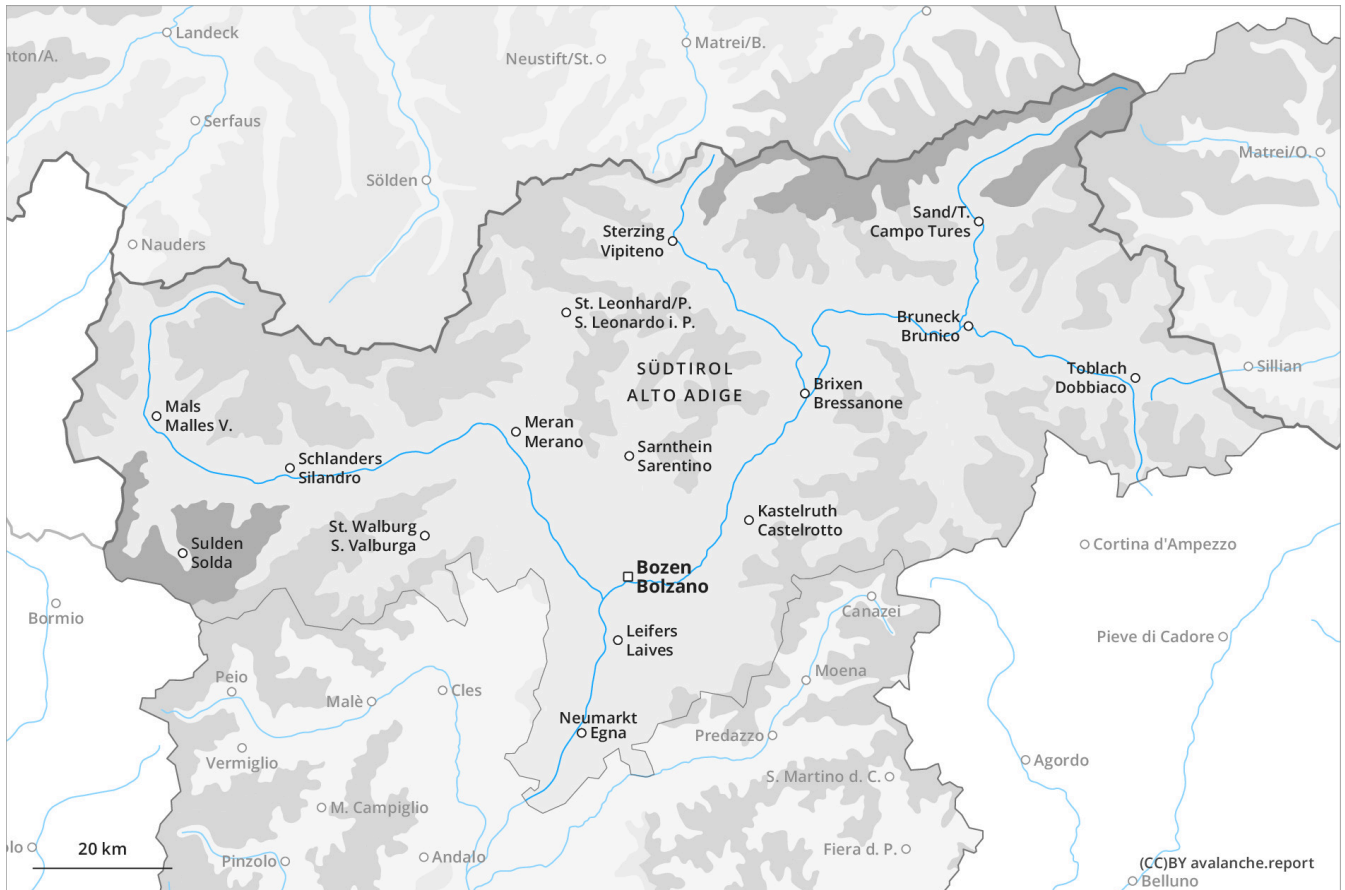 Landeck
nton/A.
Matrei/B.
Neustift/St.
Serfaus
Matrei/O.
Sölden
Sand/T.
Campo Tures
Sterzing
Vipiteno
Nauders
St. Leonhard/P.
S. Leonardo i. P.
Bruneck
Brunico
SÜDTIROL
ALTO ADIGE
Toblach
Dobbiaco
Sillian
Brixen
Bressanone
Mals
Malles V.
Meran
Merano
Schlanders
Silandro
Sarnthein
Sarentino
Kastelruth
Castelrotto
St. Walburg
S. Valburga
Sulden
Solda
Cortina d'Ampezzo
Bozen
Bolzano
Bormio
Canazei
Leifers
Laives
Pieve di Cadore
Peio
Malè
Cles
Moena
Neumarkt
Egna
Predazzo
Vermiglio
Agordo
S. Martino d. C.
M. Campiglio
lo
20 km
Pinzolo
Andalo
Fiera d. P.
(CC)BY avalanche.report
Belluno